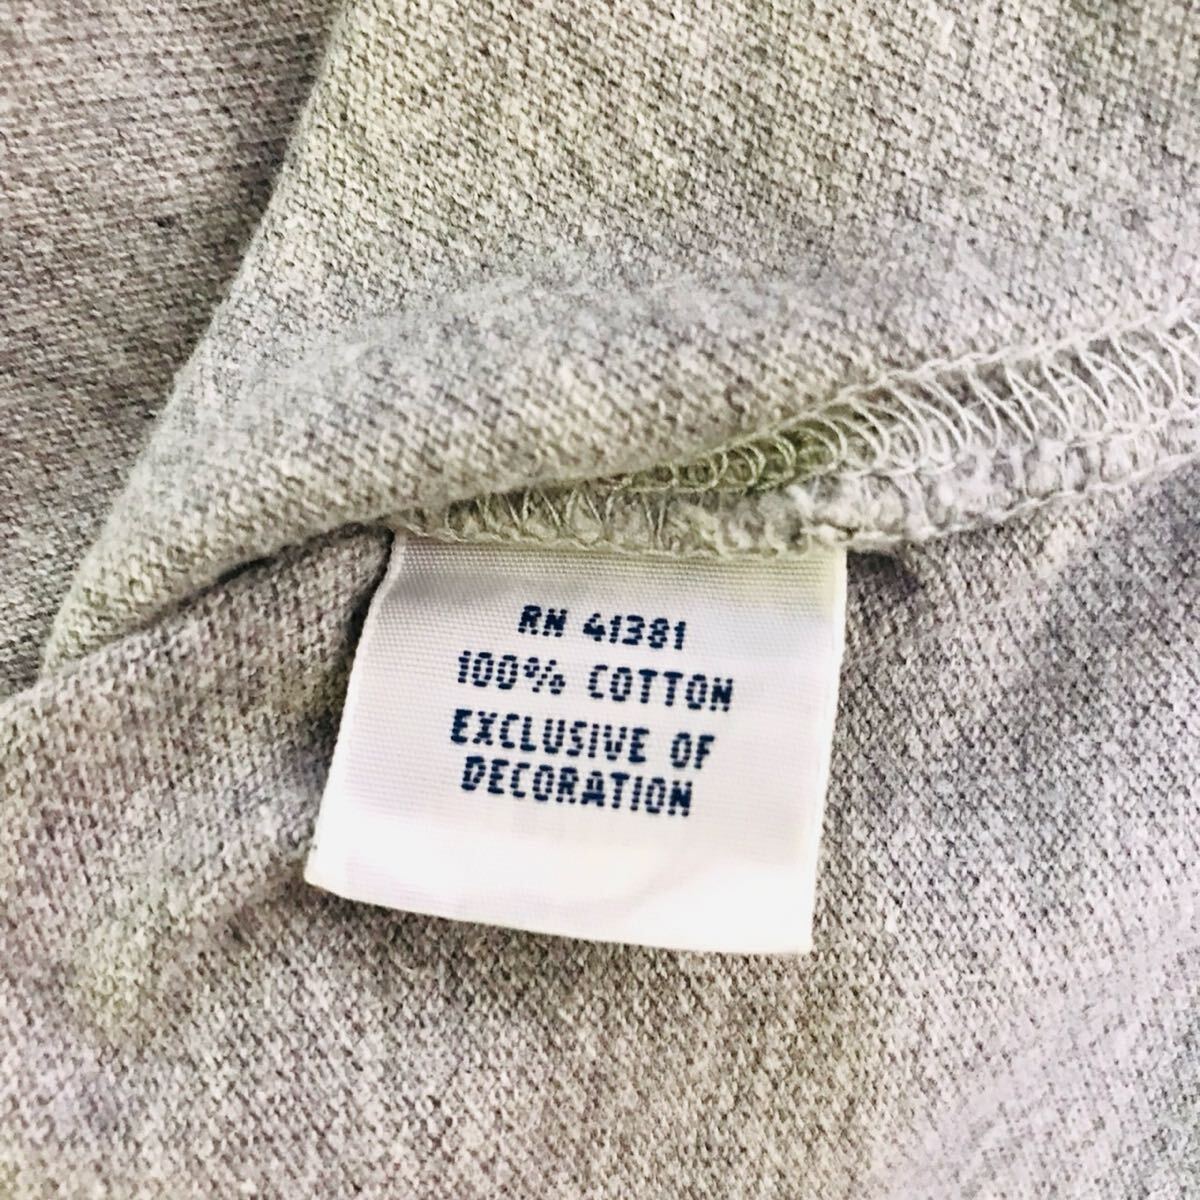 RN 41381
100% COTTON
EXCLUSIVE OF
DECORATION